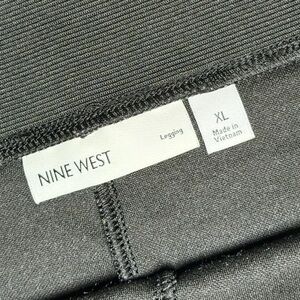 NINE WEST
Legging
XL
Made in
Vietnam